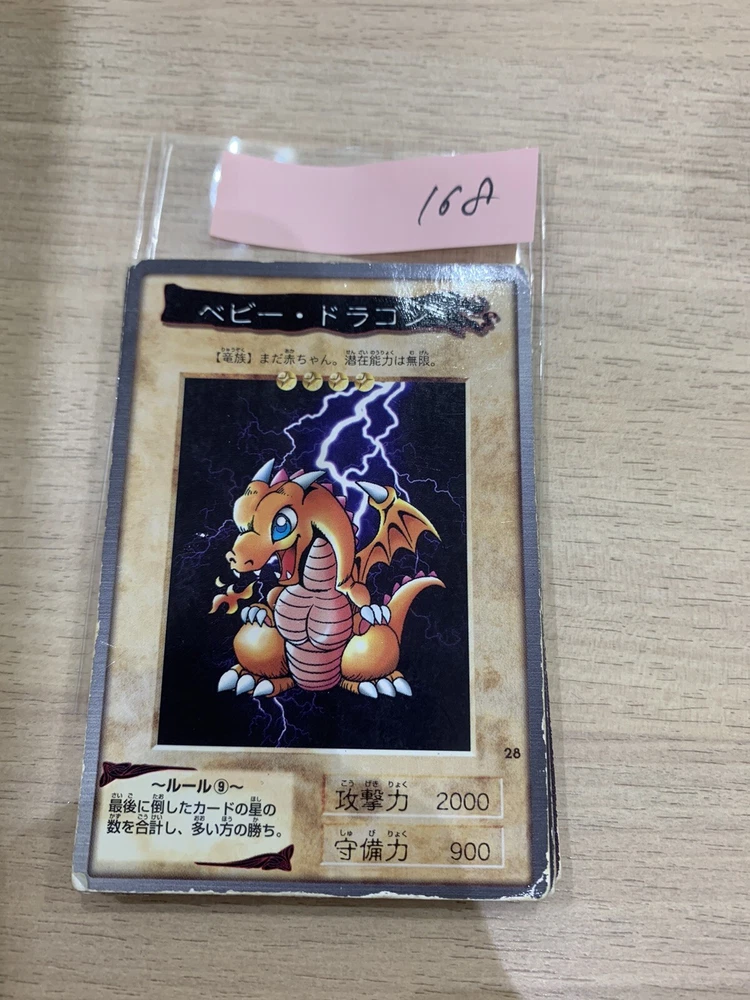 168
ベビー・ドラゴン
【竜族】まだ赤ちゃん。潜在能力は無限。
28
～ルール⑨～
最後に倒したカードの星の
数を合計し、多い方の勝ち。
攻撃力 2000
守備力 900